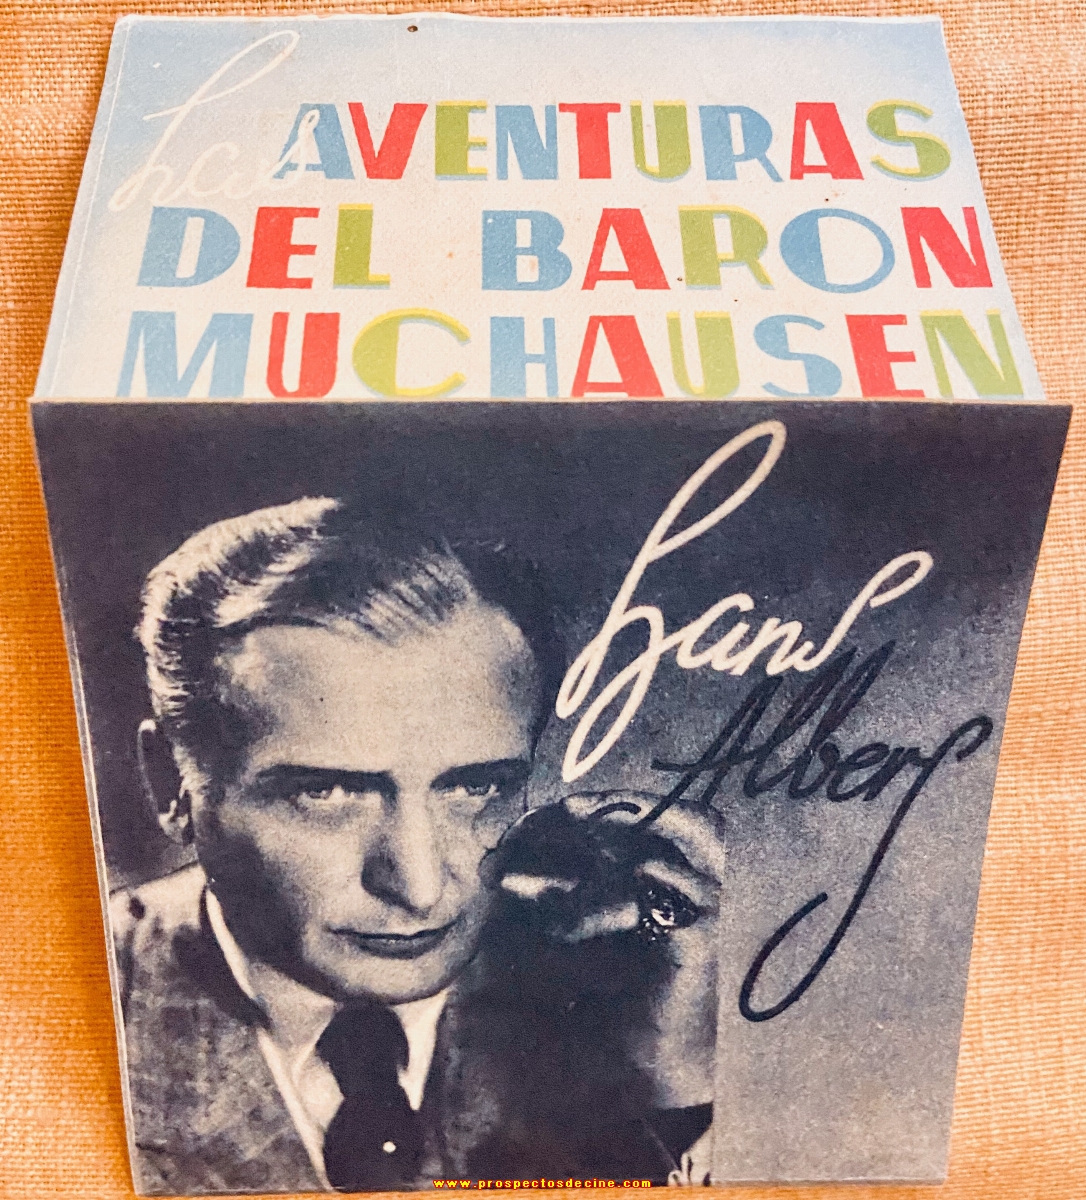 Las AVENTURAS
DEL BARON
MUCHAUSEN
Hans
Albers
www.prospectosdecine.com